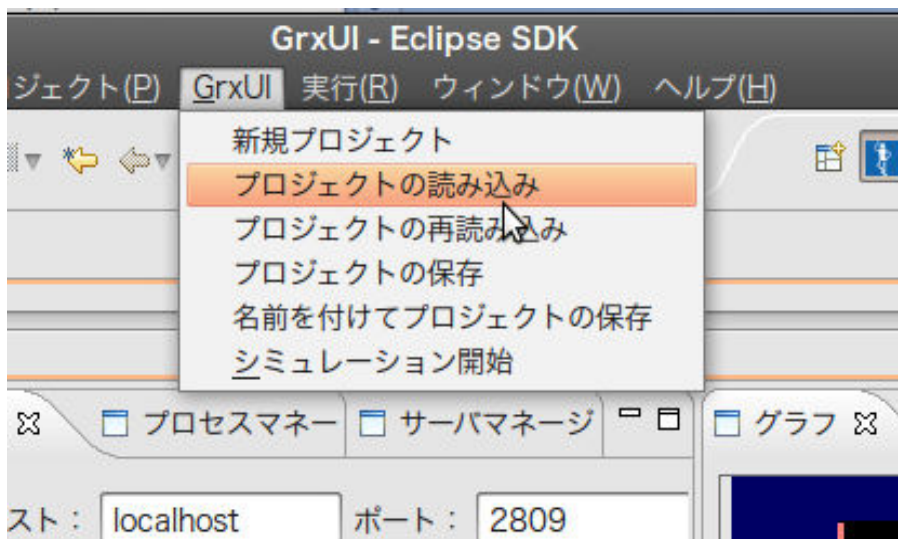 GrxUI - Eclipse SDK
ジェクト(P) GrxUI 実行(R) ウィンドウ(W) ヘルプ(H)
新規プロジェクト
プロジェクトの読み込み
プロジェクトの再読み込み
プロジェクトの保存
名前を付けてプロジェクトの保存
シミュレーション開始
プロセスマネー サーバマネージ グラフ
スト： localhost ポート： 2809